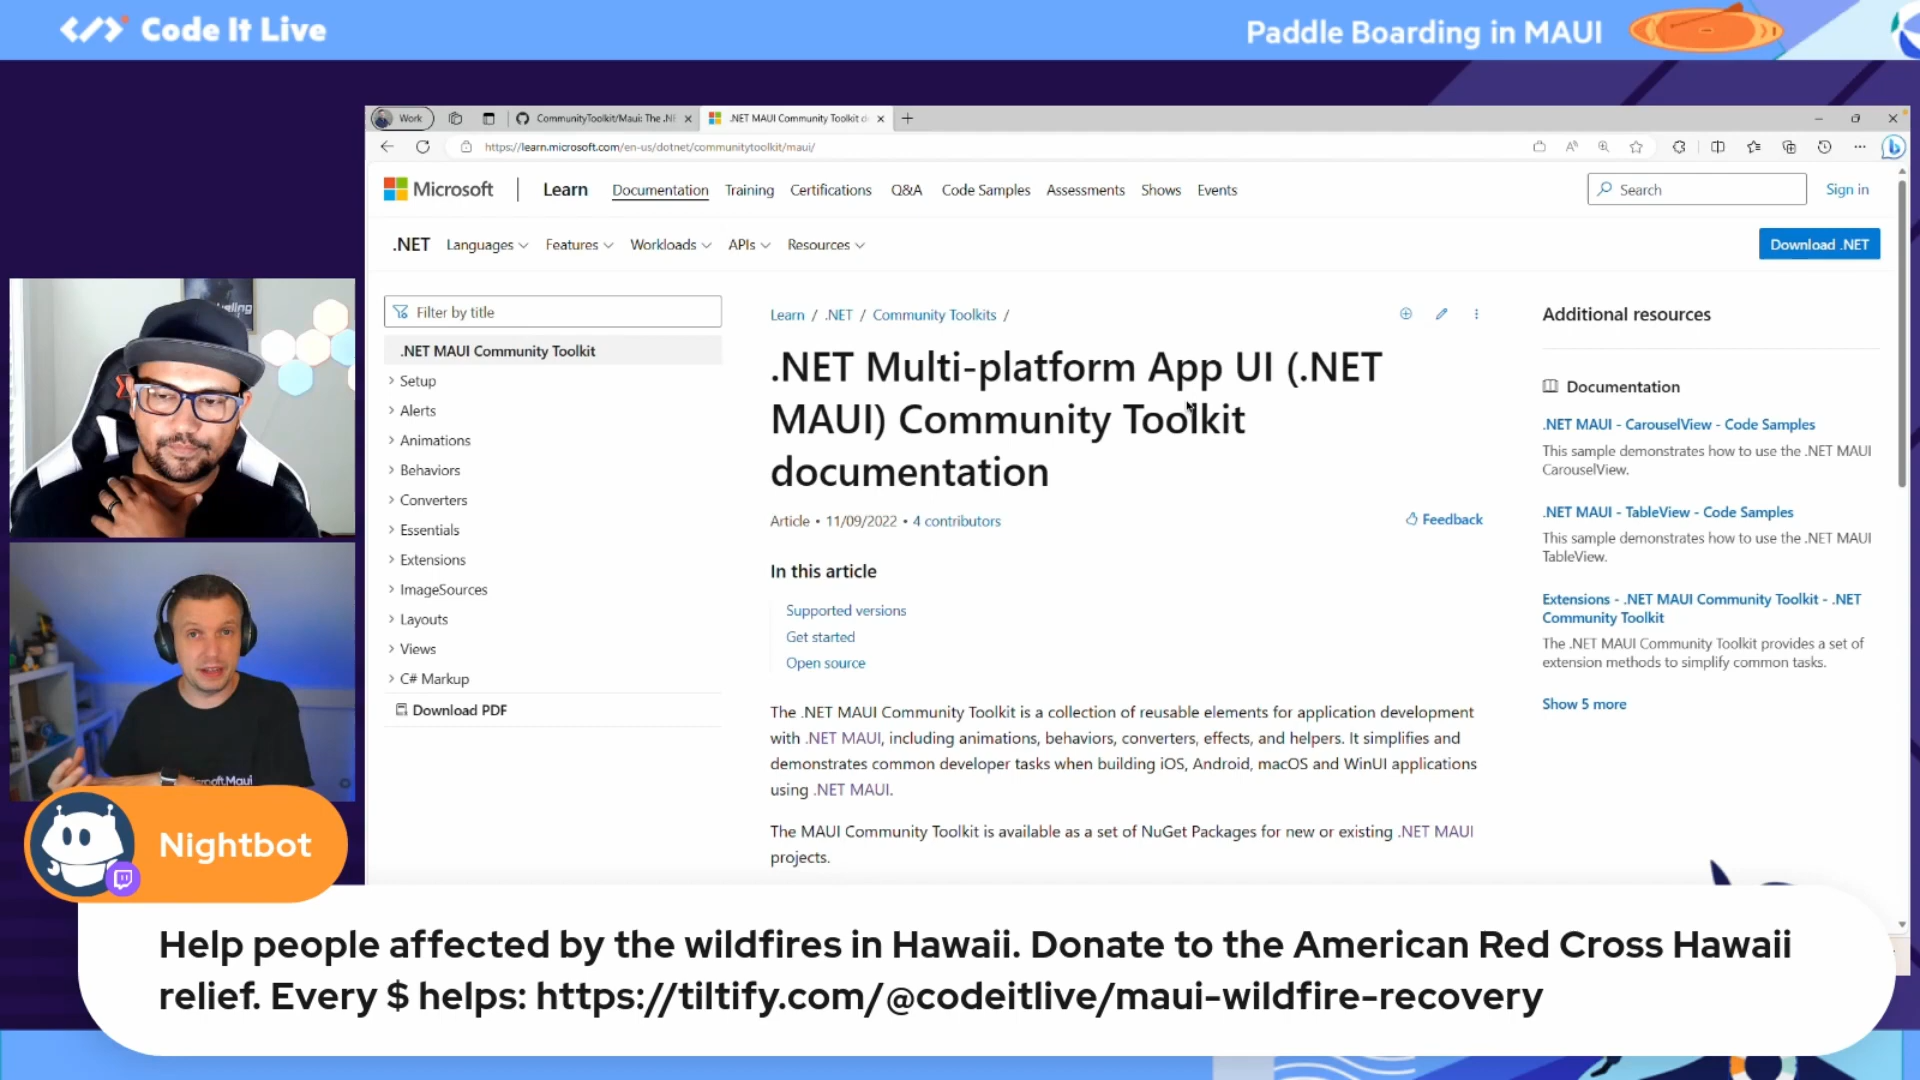 Code It Live
Paddle Boarding in MAUI
Work
CommunityToolkit/Maui: The .NE
.NET MAUI Community Toolkit d
https://learn.microsoft.com/en-us/dotnet/communitytoolkit/maui/
Microsoft
Learn
Documentation
Training
Certifications
Q&A
Code Samples
Assessments
Shows
Events
Search
Sign in
.NET
Languages
Features
Workloads
APIs
Resources
Download .NET
Filter by title
.NET MAUI Community Toolkit
Setup
Alerts
Animations
Behaviors
Converters
Essentials
Extensions
ImageSources
Layouts
Views
C# Markup
Download PDF
Learn / .NET / Community Toolkits /
.NET Multi-platform App UI (.NET
MAUI) Community Toolkit
documentation
Article • 11/09/2022 • 4 contributors
Feedback
In this article
Supported versions
Get started
Open source
The .NET MAUI Community Toolkit is a collection of reusable elements for application development
with .NET MAUI, including animations, behaviors, converters, effects, and helpers. It simplifies and
demonstrates common developer tasks when building iOS, Android, macOS and WinUI applications
using .NET MAUI.
The MAUI Community Toolkit is available as a set of NuGet Packages for new or existing .NET MAUI
projects.
Additional resources
Documentation
.NET MAUI - CarouselView - Code Samples
This sample demonstrates how to use the .NET MAUI
CarouselView.
.NET MAUI - TableView - Code Samples
This sample demonstrates how to use the .NET MAUI
TableView.
Extensions - .NET MAUI Community Toolkit - .NET
Community Toolkit
The .NET MAUI Community Toolkit provides a set of
extension methods to simplify common tasks.
Show 5 more
Nightbot
Help people affected by the wildfires in Hawaii. Donate to the American Red Cross Hawaii
relief. Every $ helps: https://tiltify.com/@codeitlive/maui-wildfire-recovery